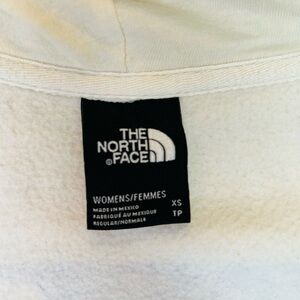 THE
NORTH
®FACE
WOMENS/FEMMES
MADE IN MEXICO XS
FABRIQUÉ AU MEXIQUE TP
REGULAR/NORMALE